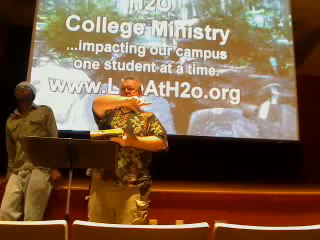 H2O
College Ministry
...impacting our campus
one student at a time.